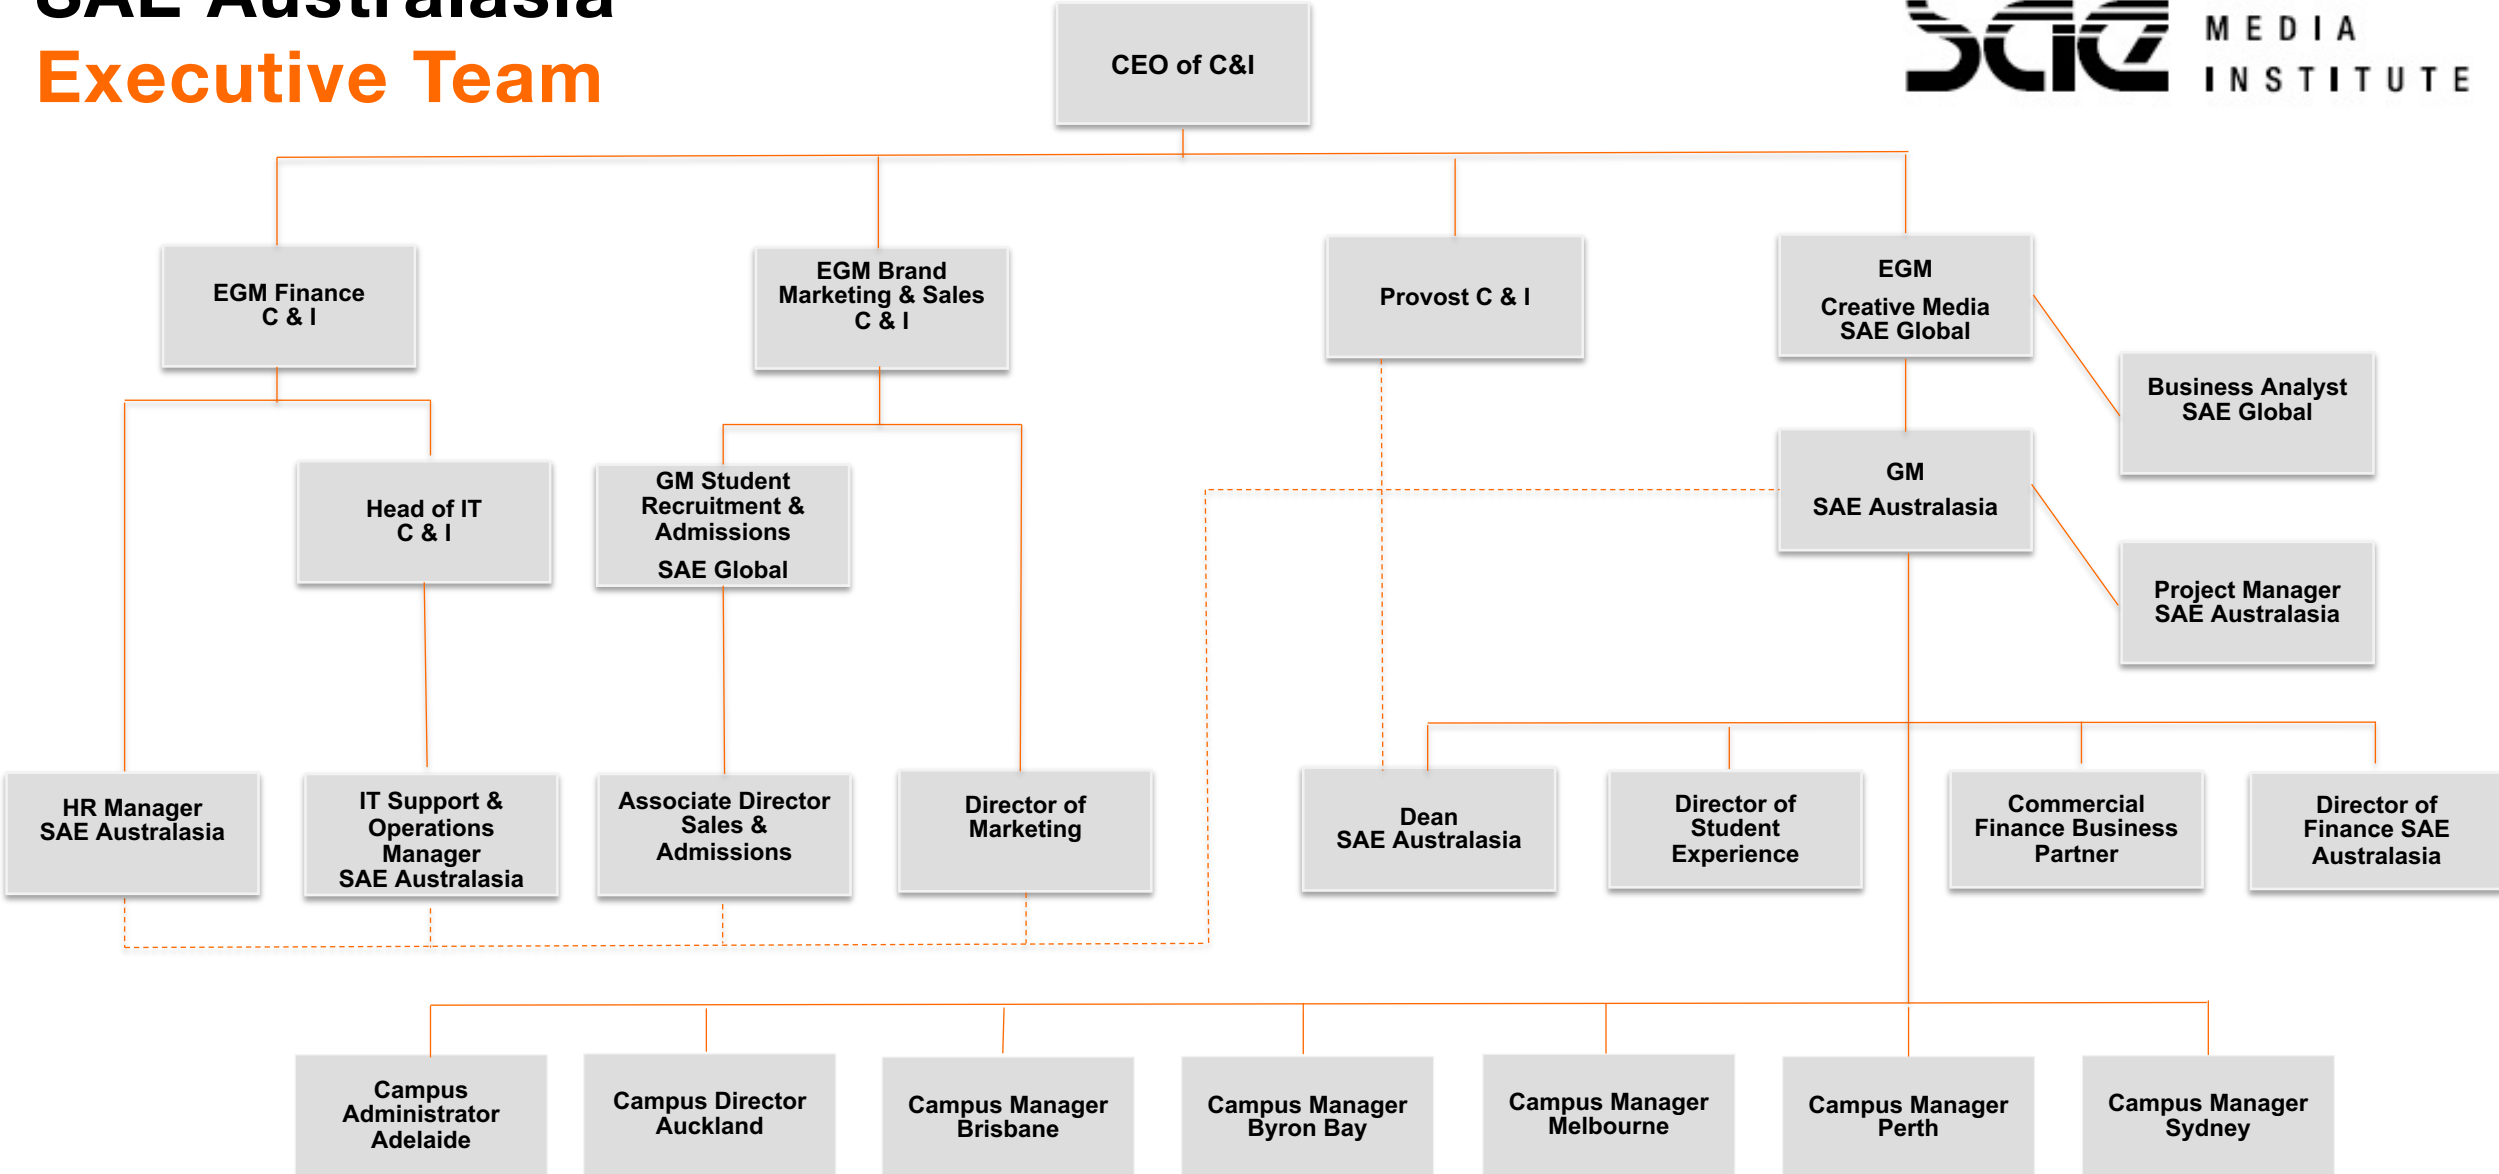 SAE Australasia
Executive Team
sae
MEDIA
INSTITUTE
CEO of C&I
EGM Finance
C & I
EGM Brand
Marketing & Sales
C & I
Provost C & I
EGM
Creative Media
SAE Global
Business Analyst
SAE Global
Head of IT
C & I
GM Student
Recruitment &
Admissions
SAE Global
GM
SAE Australasia
Project Manager
SAE Australasia
HR Manager
SAE Australasia
IT Support &
Operations
Manager
SAE Australasia
Associate Director
Sales &
Admissions
Director of
Marketing
Dean
SAE Australasia
Director of
Student
Experience
Commercial
Finance Business
Partner
Director of
Finance SAE
Australasia
Campus
Administrator
Adelaide
Campus Director
Auckland
Campus Manager
Brisbane
Campus Manager
Byron Bay
Campus Manager
Melbourne
Campus Manager
Perth
Campus Manager
Sydney